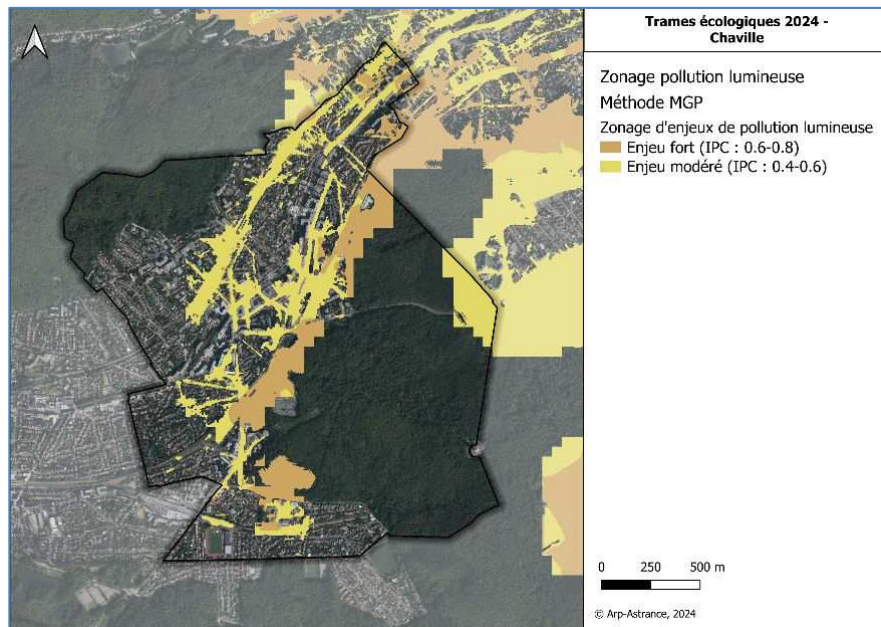 Trames écologiques 2024 -
Chaville
Zonage pollution lumineuse
Méthode MGP
Zonage d'enjeux de pollution lumineuse
Enjeu fort (IPC : 0.6-0.8)
Enjeu modéré (IPC : 0.4-0.6)
0 250 500 m
© Arp-Astrance, 2024